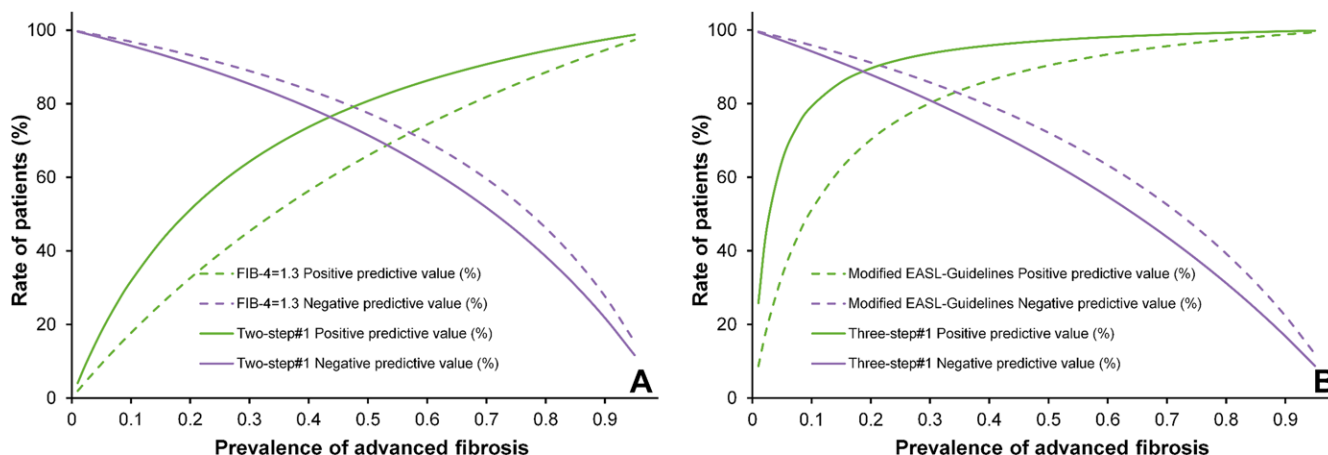 Rate of patients (%)
100
80
60
40
20
0
FIB-4=1.3 Positive predictive value (%)
FIB-4=1.3 Negative predictive value (%)
Two-step#1 Positive predictive value (%)
Two-step#1 Negative predictive value (%)
A
0 0.1 0.2 0.3 0.4 0.5 0.6 0.7 0.8 0.9
Prevalence of advanced fibrosis
Rate of patients (%)
100
80
60
40
20
0
Modified EASL-Guidelines Positive predictive value (%)
Modified EASL-Guidelines Negative predictive value (%)
Three-step#1 Positive predictive value (%)
Three-step#1 Negative predictive value (%)
B
0 0.1 0.2 0.3 0.4 0.5 0.6 0.7 0.8 0.9
Prevalence of advanced fibrosis